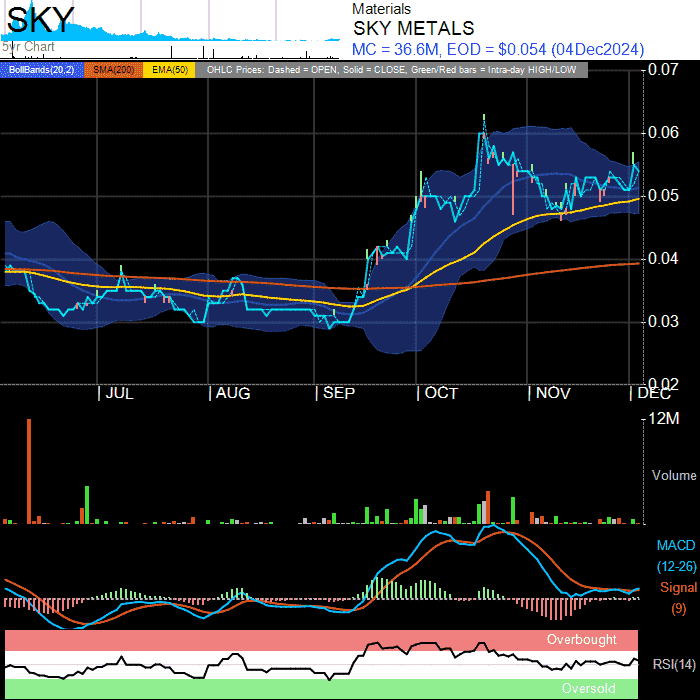 SKY
5yr Chart
Materials
SKY METALS
MC = 36.6M, EOD = $0.054 (04Dec2024)
BollBands(20,2) SMA(200) EMA(50) OHLC Prices: Dashed = OPEN, Solid = CLOSE, Green/Red bars = Intra-day HIGH/LOW
0.07
0.06
0.05
0.04
0.03
0.02
JUL AUG SEP OCT NOV DEC
12M
Volume
MACD
(12-26)
Signal
(9)
Overbought
RSI(14)
Oversold